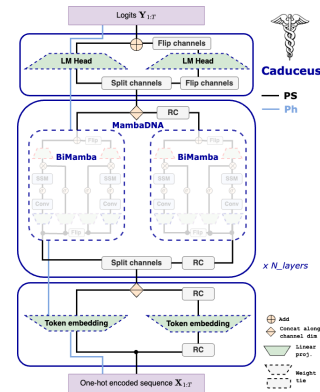 Logits Y1:T
Flip channels
LM Head
LM Head
Split channels
Flip channels
Caduceus
PS
Ph
RC
MambaDNA
BiMamba
BiMamba
Flip
Flip
SSM
SSM
SSM
SSM
Conv
Conv
Conv
Conv
Flip
Flip
Split channels
RC
x N_layers
RC
Token embedding
Token embedding
RC
One-hot encoded sequence X1:T
Add
Concat along
channel dim
Linear
proj.
Weight
tie